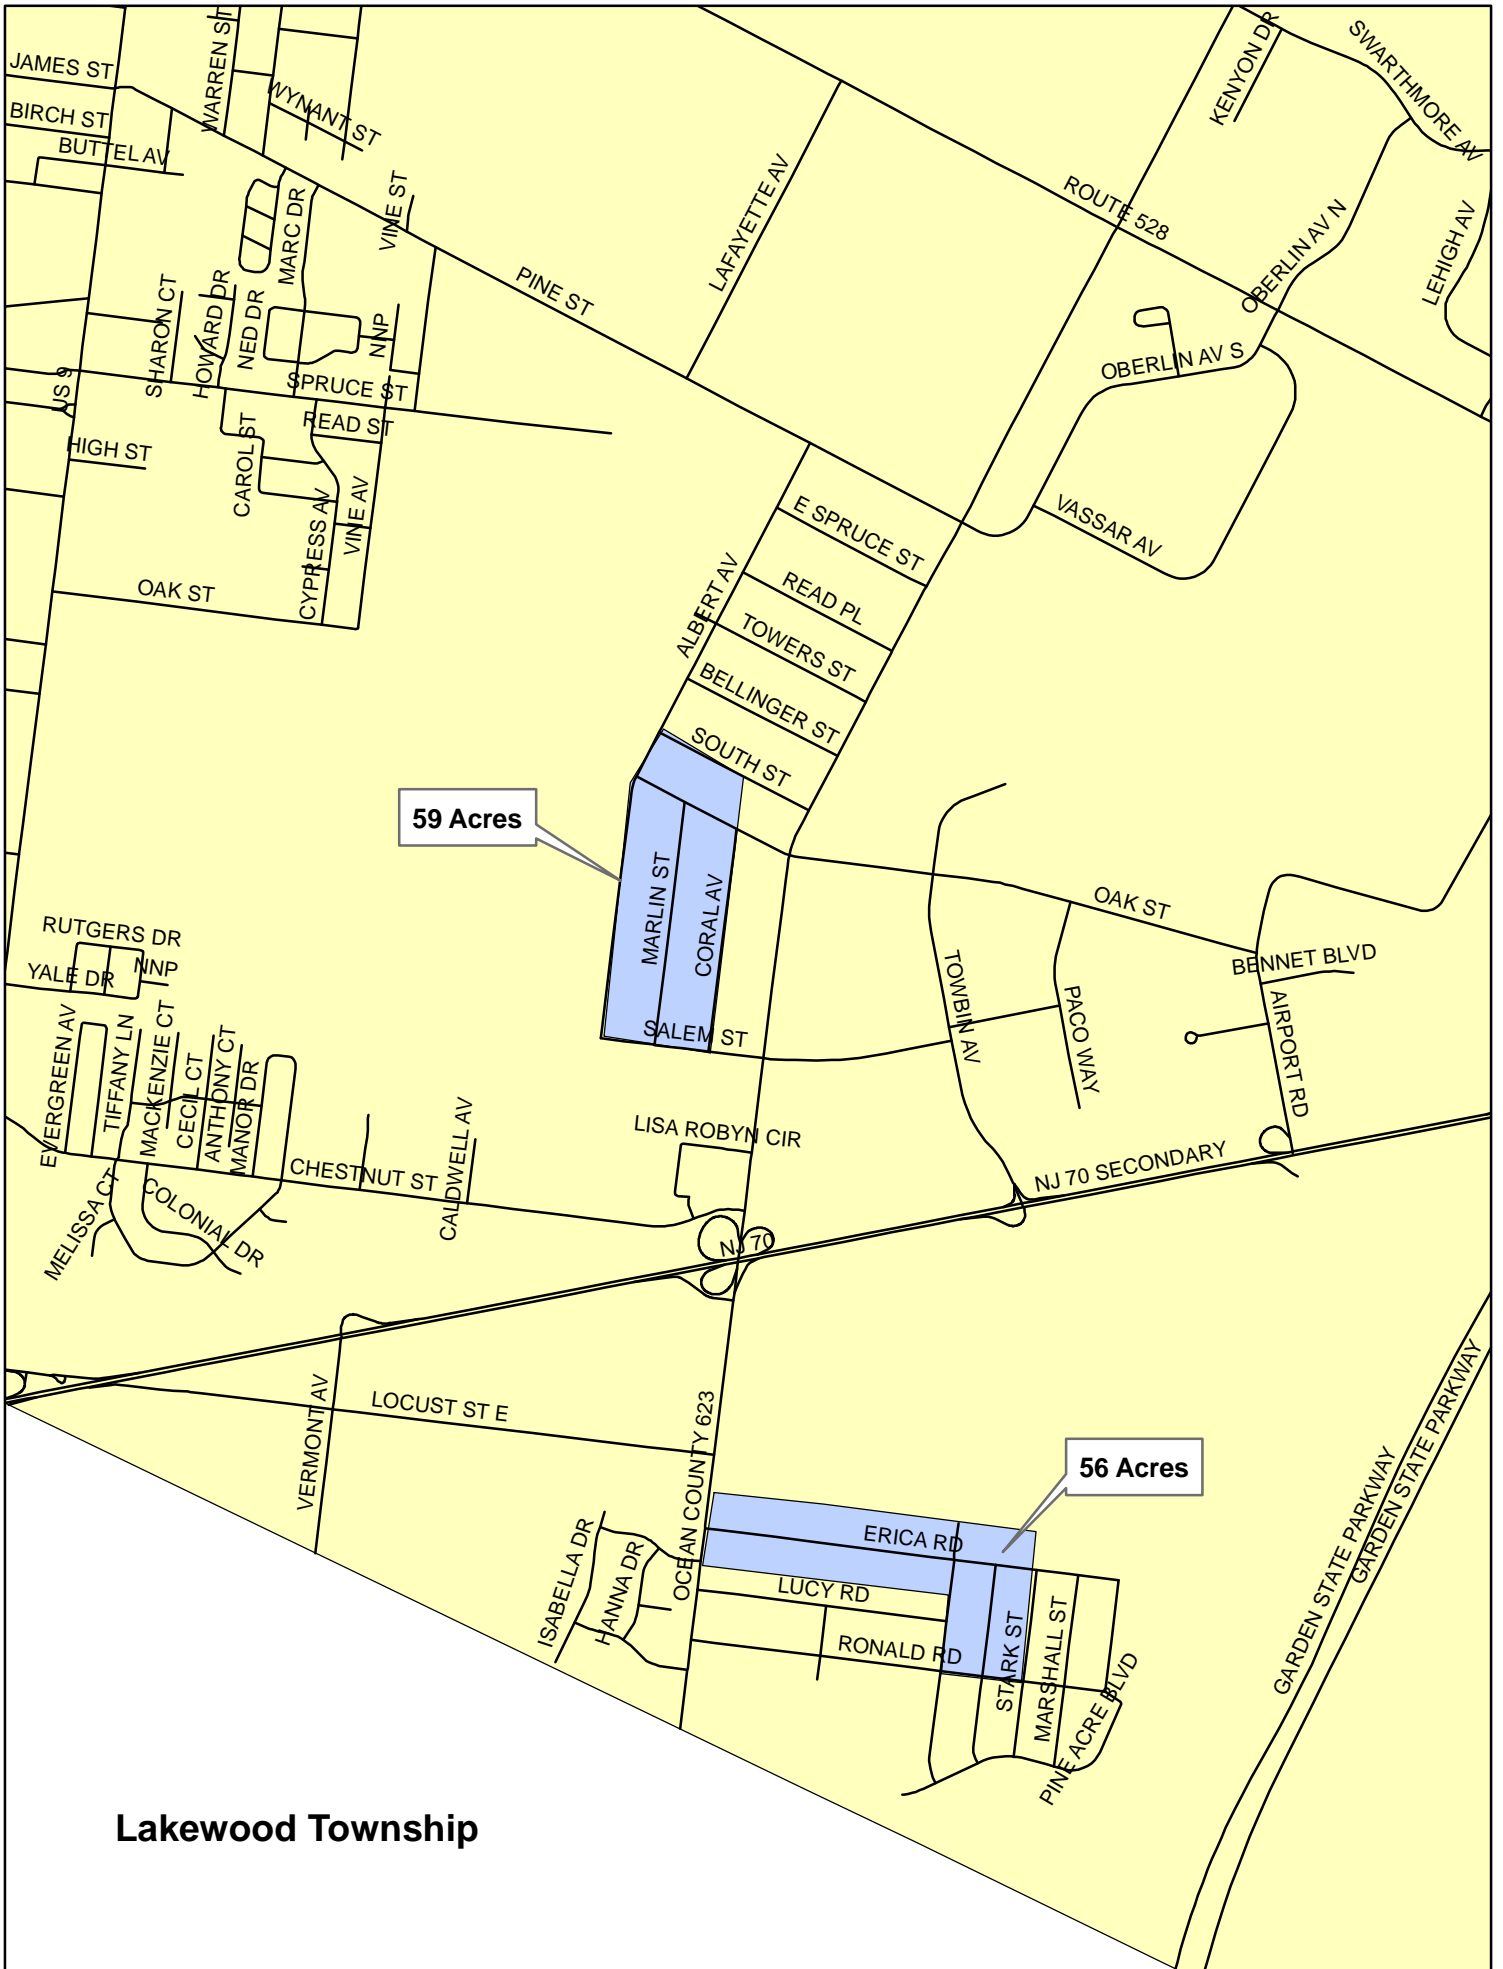 JAMES ST
WARREN ST
KENYON DR
SWARTHMORE AV
BIRCH ST
WYNANT ST
BUTTEL AV
LAFAYETTE AV
ROUTE 528
VINE ST
MARC DR
OBERLIN AV N
LEHIGH AV
PINE ST
SHARON CT
HOWARD DR
NED DR
NNP
OBERLIN AV S
US 9
SPRUCE ST
READ ST
HIGH ST
CAROL ST
CYPRESS AV
VINE AV
E SPRUCE ST
VASSAR AV
OAK ST
ALBERT AV
READ PL
TOWERS ST
BELLINGER ST
SOUTH ST
59 Acres
MARLIN ST
CORAL AV
OAK ST
RUTGERS DR
YALE DR
NNP
BENNET BLVD
TOWBIN AV
PACO WAY
AIRPORT RD
SALEM ST
EVERGREEN AV
TIFFANY LN
MACKENZIE CT
CECIL CT
ANTHONY CT
MANOR DR
LISA ROBYN CIR
CALDWELL AV
CHESTNUT ST
NJ 70 SECONDARY
MELISSA CT
COLONIAL DR
NJ 70
VERMONT AV
LOCUST ST E
OCEAN COUNTY 623
GARDEN STATE PARKWAY
GARDEN STATE PARKWAY
56 Acres
ERICA RD
ISABELLA DR
HANNA DR
LUCY RD
RONALD RD
STARK ST
MARSHALL ST
PINE ACRE BLVD
Lakewood Township